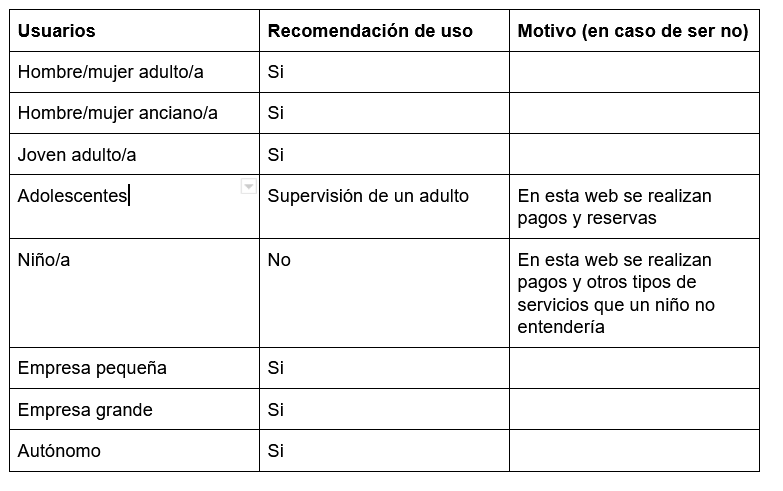 Usuarios Recomendación de uso Motivo (en caso de ser no)
Hombre/mujer adulto/a Si
Hombre/mujer anciano/a Si
Joven adulto/a Si
Adolescentes Supervisión de un adulto En esta web se realizan
pagos y reservas
Niño/a No En esta web se realizan
pagos y otros tipos de
servicios que un niño no
entendería
Empresa pequeña Si
Empresa grande Si
Autónomo Si